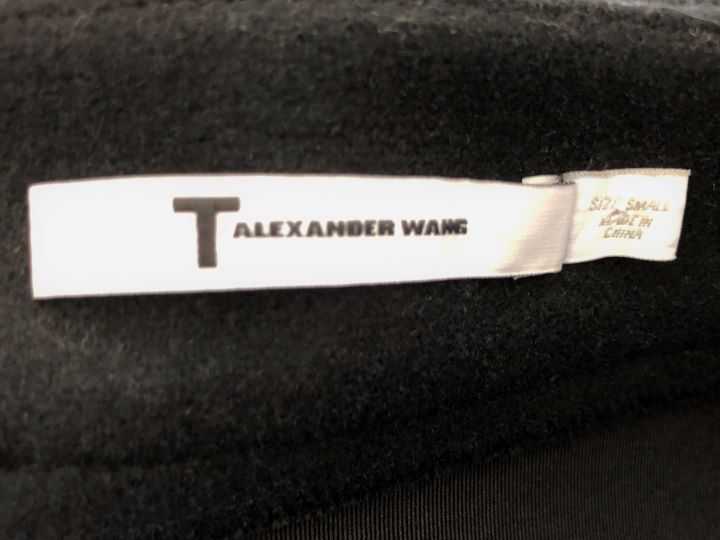 T ALEXANDER WANG
SIZE SMALL
MADE IN
CHINA